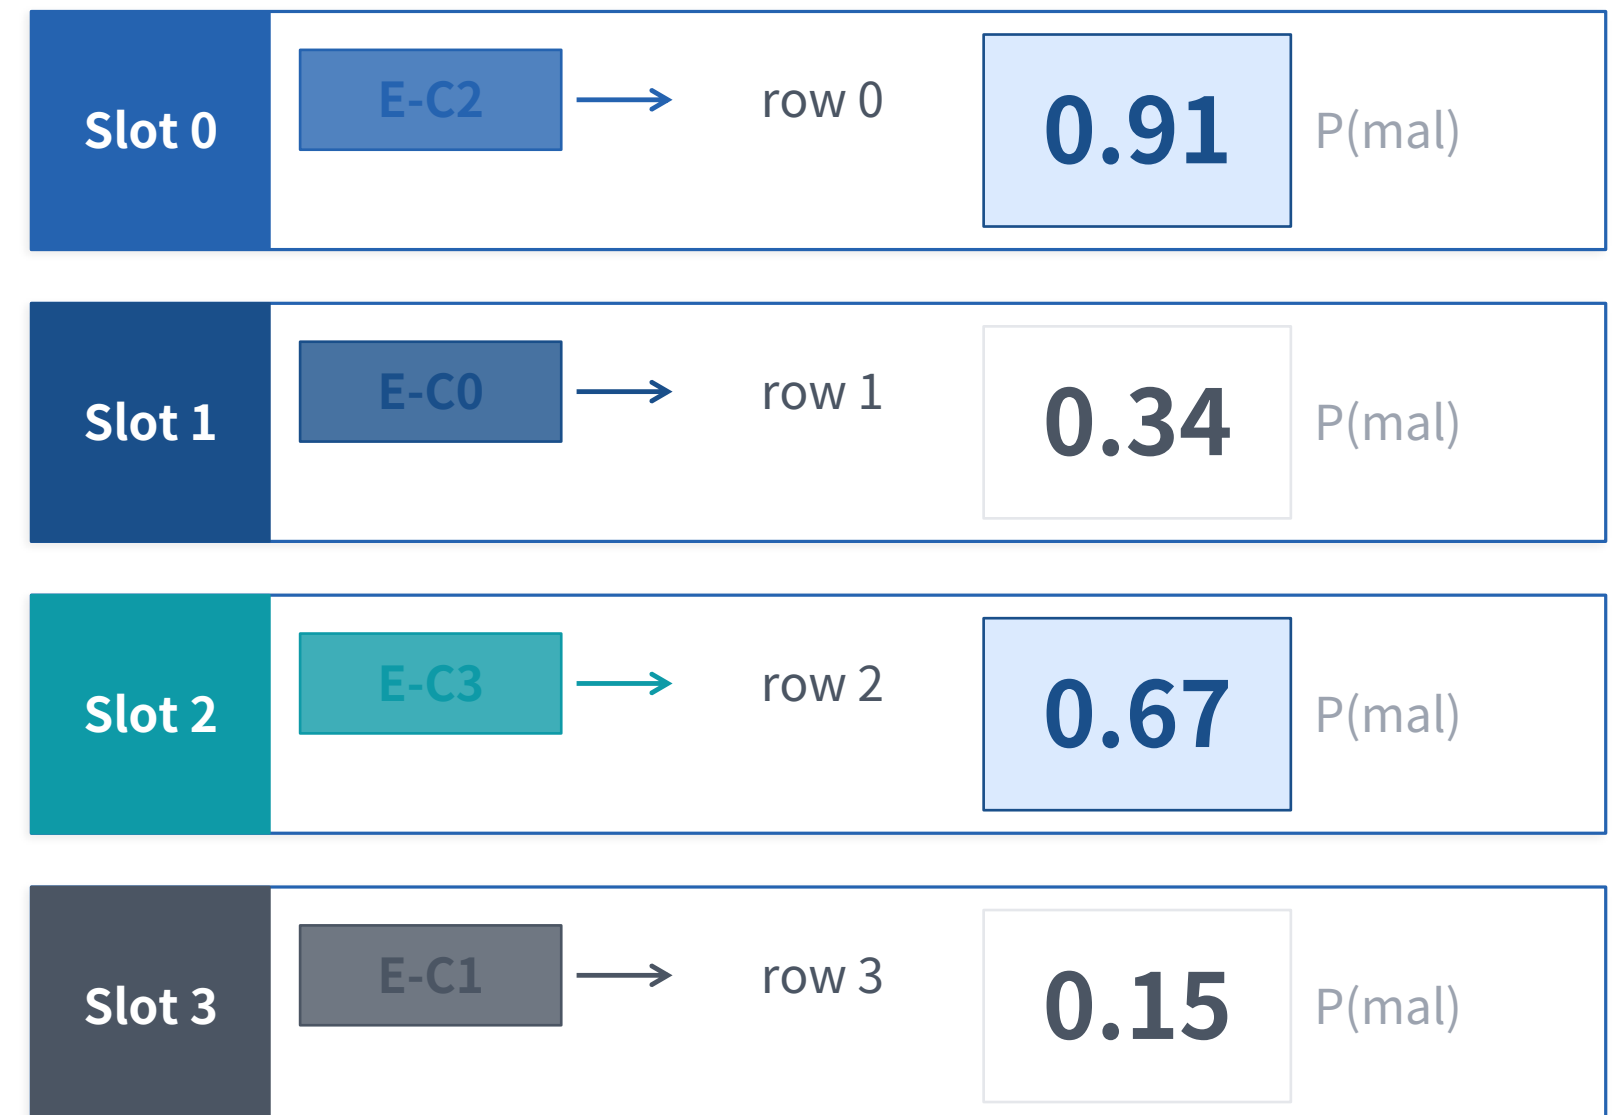 Slot 0
E-C2
row 0
0.91
P(mal)
Slot 1
E-C0
row 1
0.34
P(mal)
Slot 2
E-C3
row 2
0.67
P(mal)
Slot 3
E-C1
row 3
0.15
P(mal)